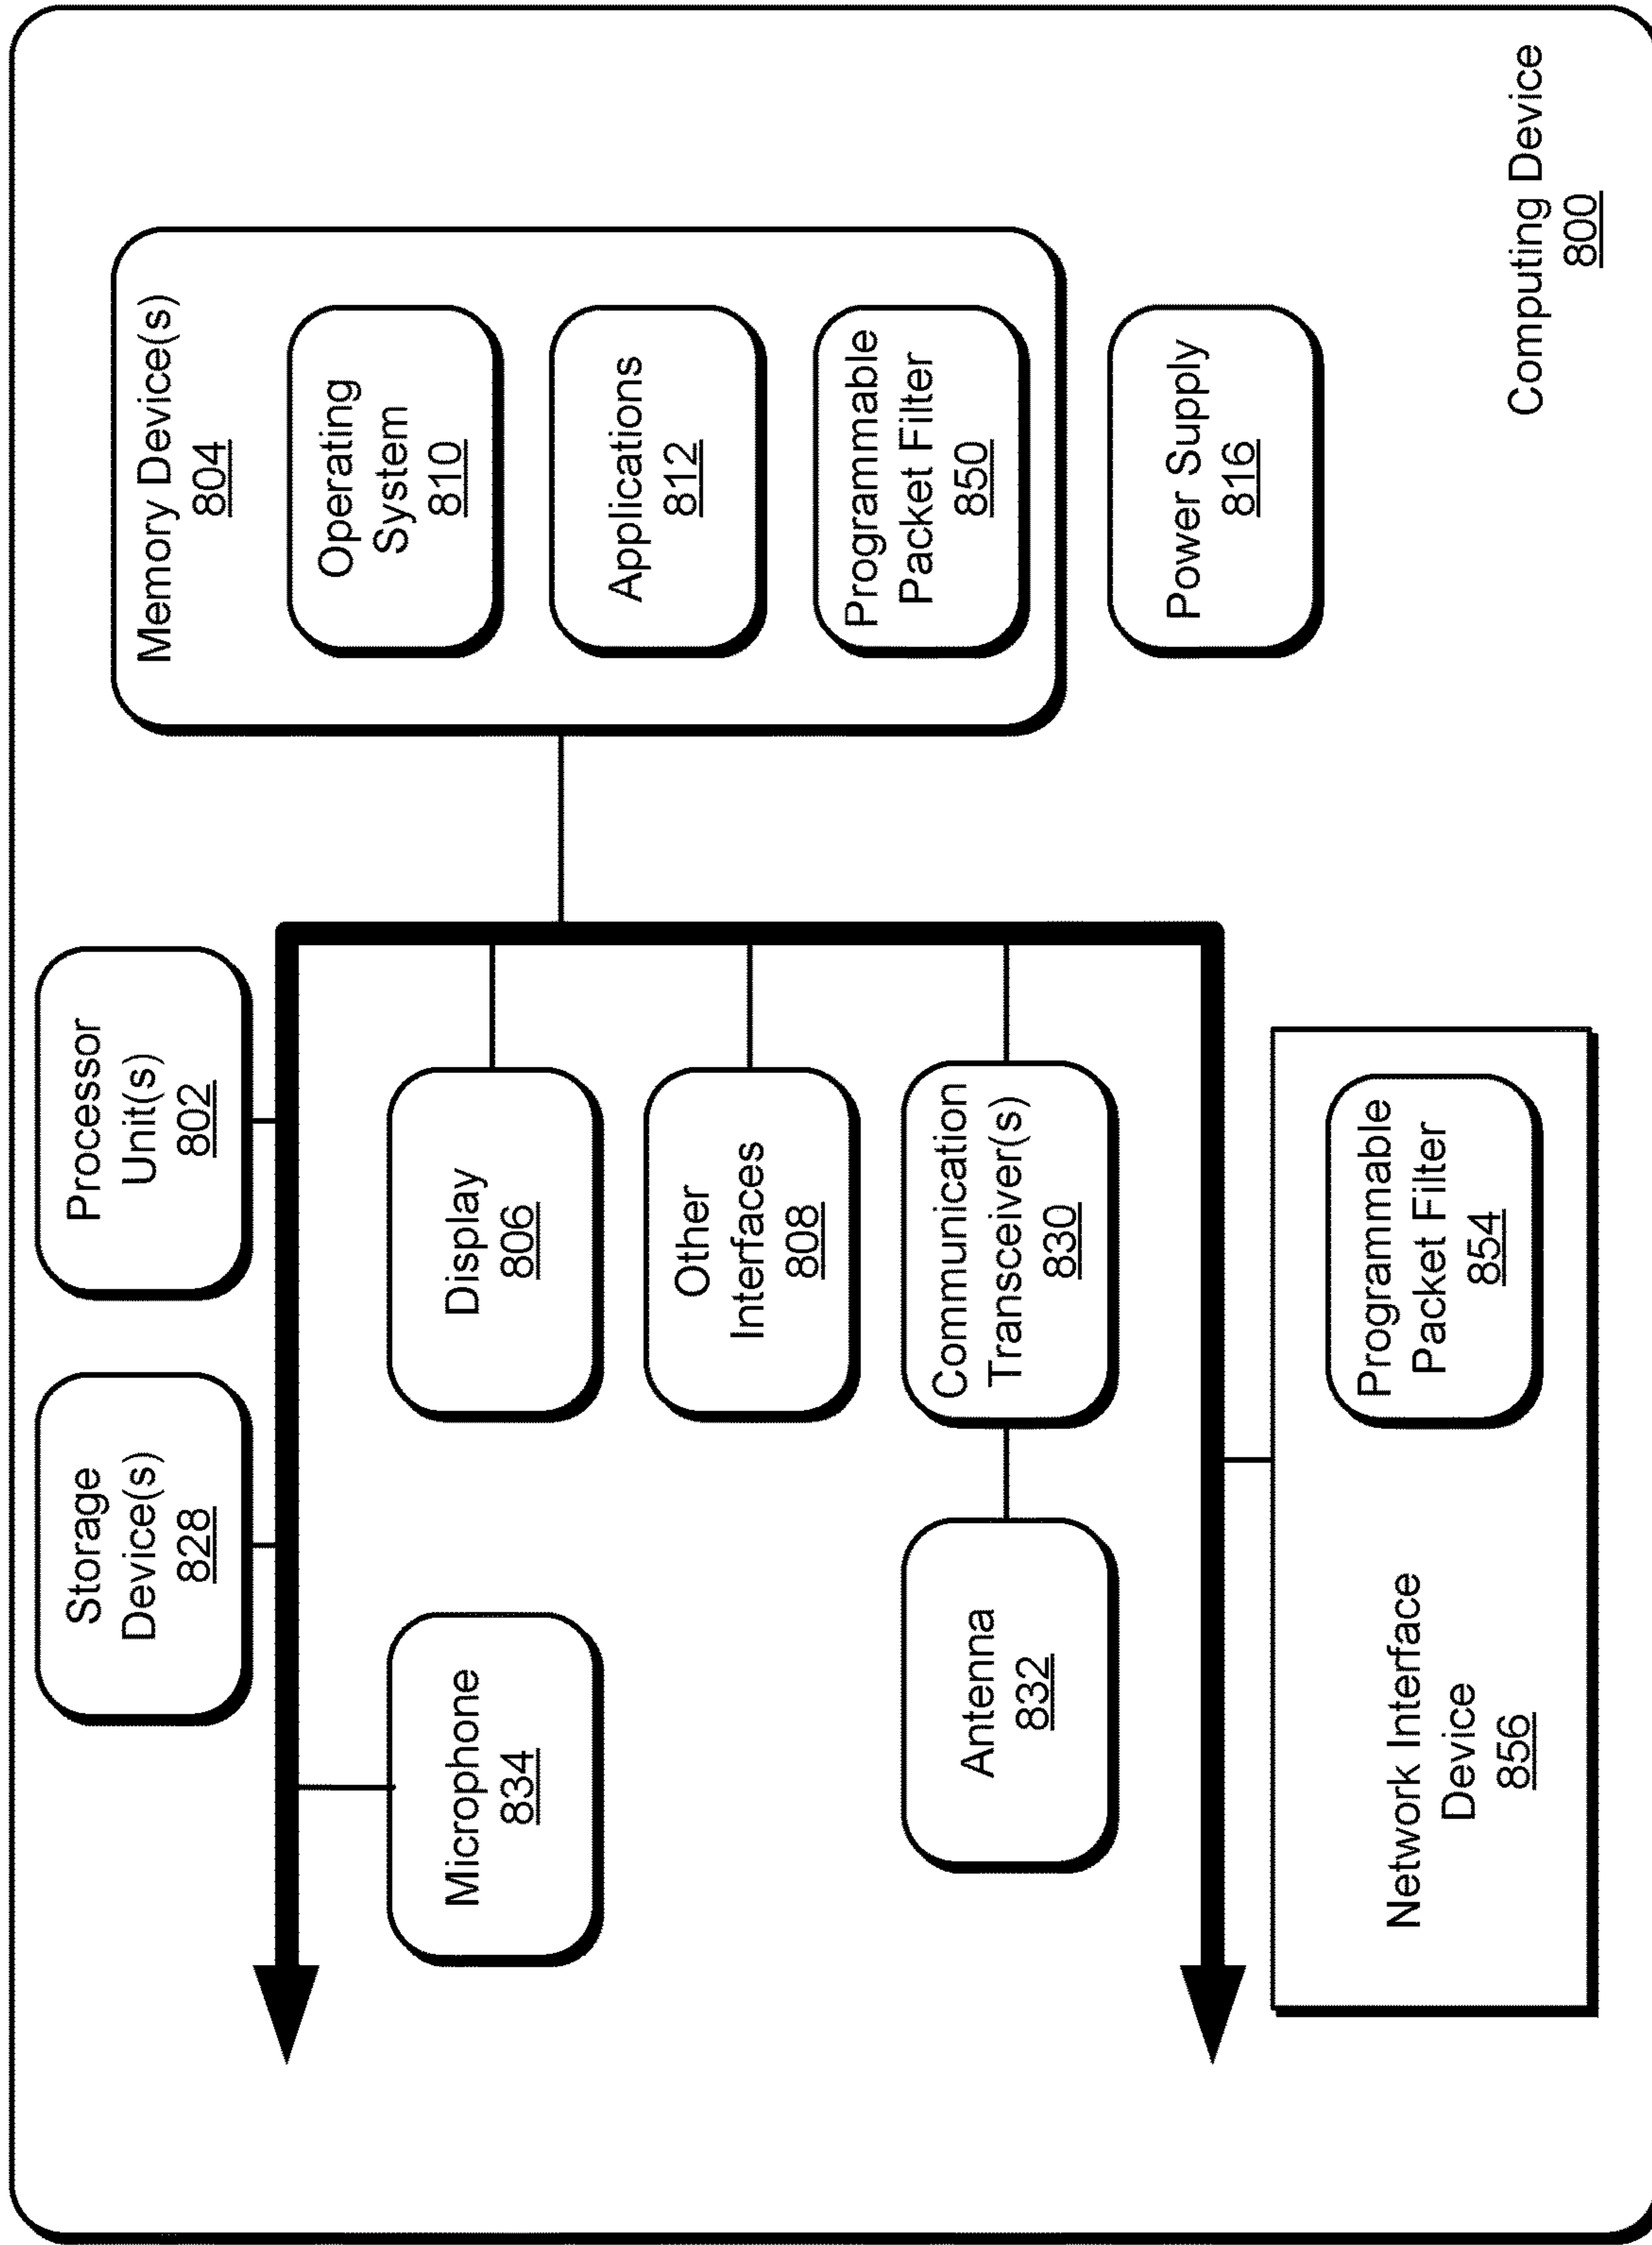 Storage
Device(s)
828
Processor
Unit(s)
802
Memory Device(s)
804
Operating
System
810
Applications
812
Programmable
Packet Filter
850
Microphone
834
Display
806
Other
Interfaces
808
Antenna
832
Communication
Transceiver(s)
830
Power Supply
816
Network Interface
Device
856
Programmable
Packet Filter
854
Computing Device
800